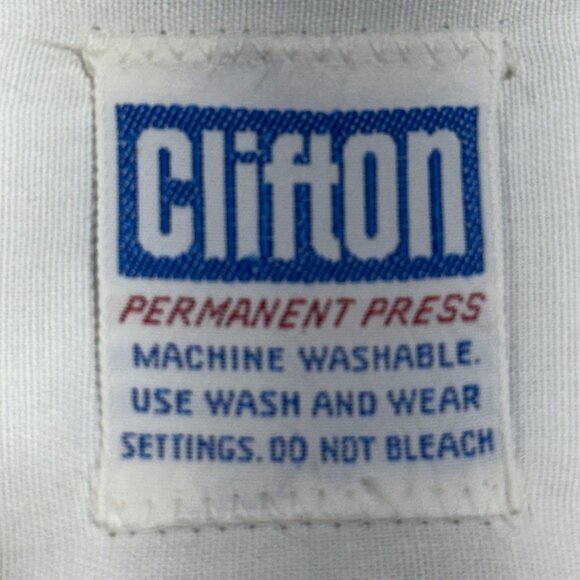 Clifton
PERMANENT PRESS
MACHINE WASHABLE.
USE WASH AND WEAR
SETTINGS. DO NOT BLEACH